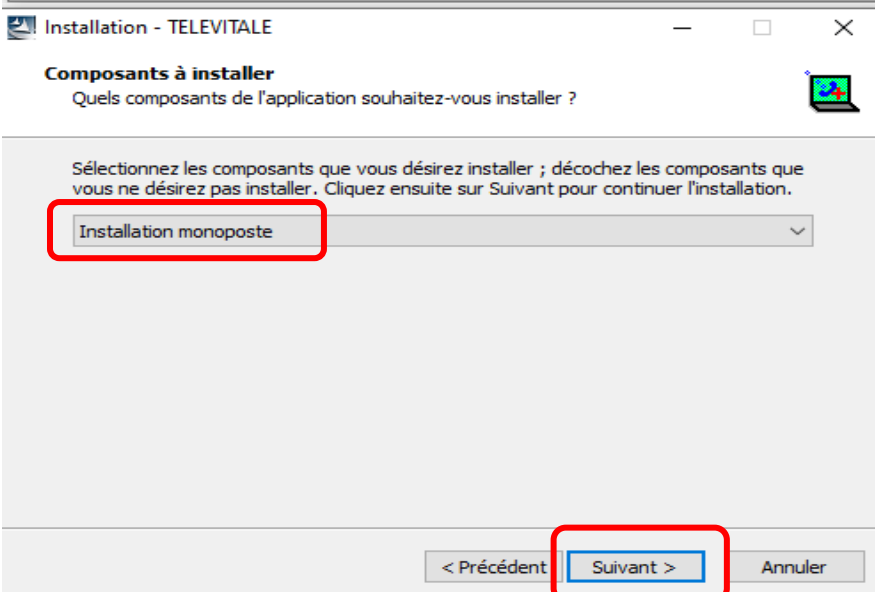 Installation - TELEVITALE
Composants à installer
Quels composants de l'application souhaitez-vous installer ?
Sélectionnez les composants que vous désirez installer ; décochez les composants que
vous ne désirez pas installer. Cliquez ensuite sur Suivant pour continuer l'installation.
Installation monoposte
< Précédent
Suivant >
Annuler